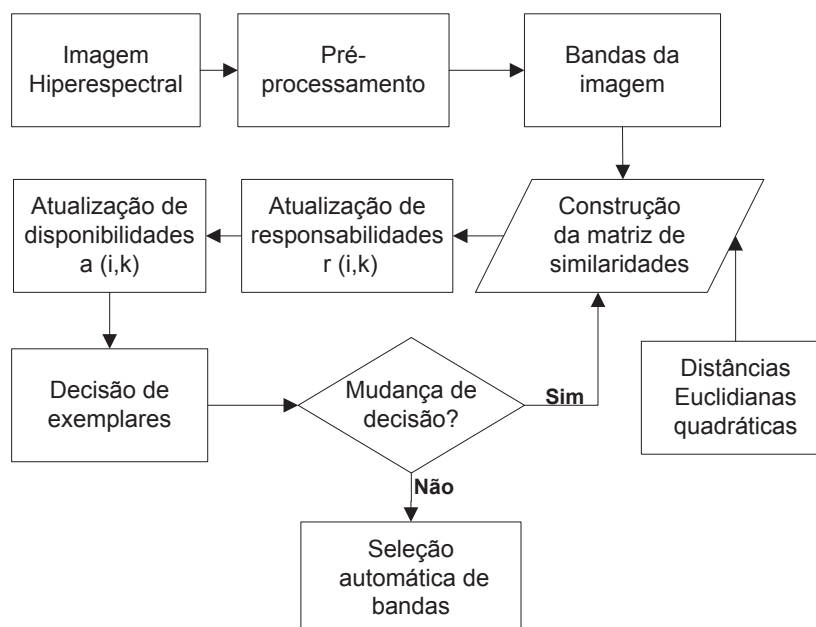 Imagem
Hiperespectral
Pré-
processamento
Bandas da
imagem
Atualização de
disponibilidades
a (i,k)
Atualização de
responsabilidades
r (i,k)
Construção
da matriz de
similaridades
Decisão de
exemplares
Mudança de
decisão?
Sim
Distâncias
Euclidianas
quadráticas
Não
Seleção
automática de
bandas